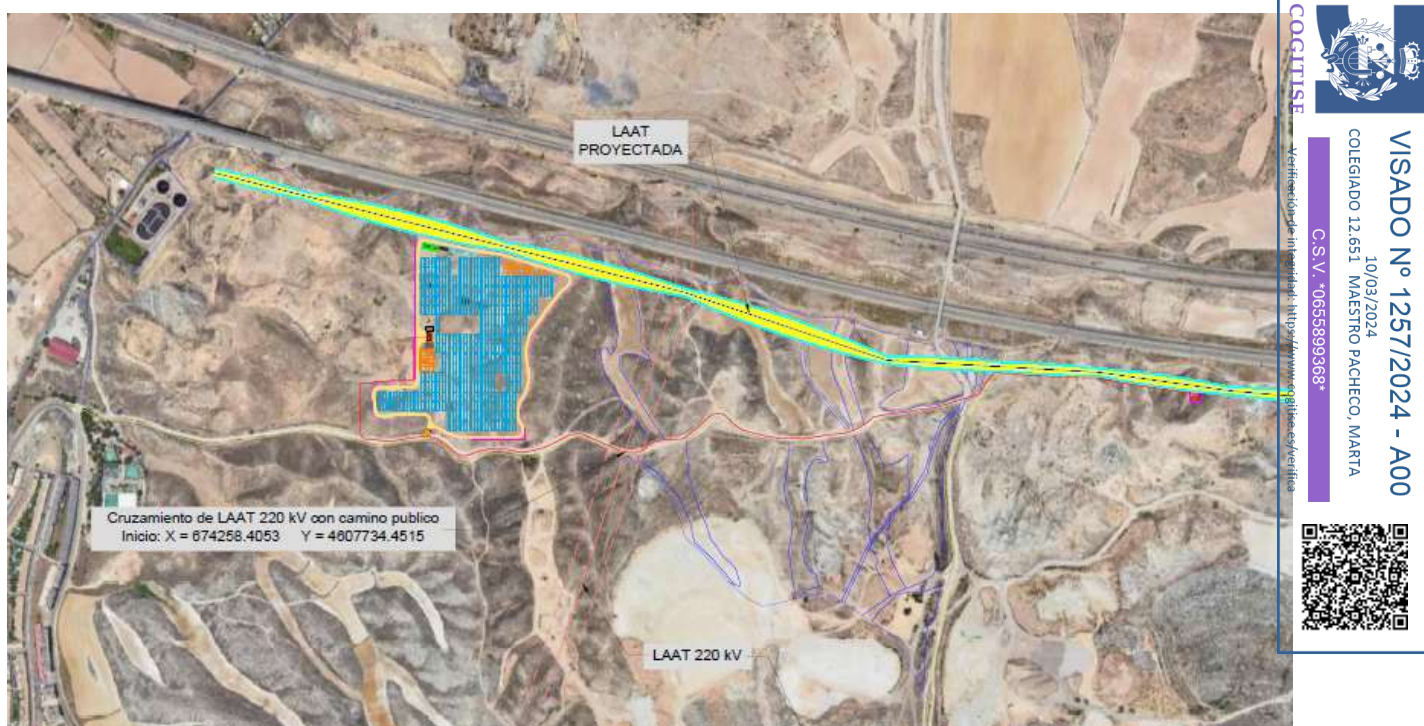 LAAT
PROYECTADA
Cruzamiento de LAAT 220 kV con camino publico
Inicio: X = 674258.4053 Y = 4607734.4515
LAAT 220 kV
COGITISE
VISADO Nº 1257/2024 - A00
10/03/2024
COLEGIADO 12.651 MAESTRO PACHECO, MARTA
C.S.V. *0655899368*
Verificación de integridad: https://www.cogitise.es/verifica